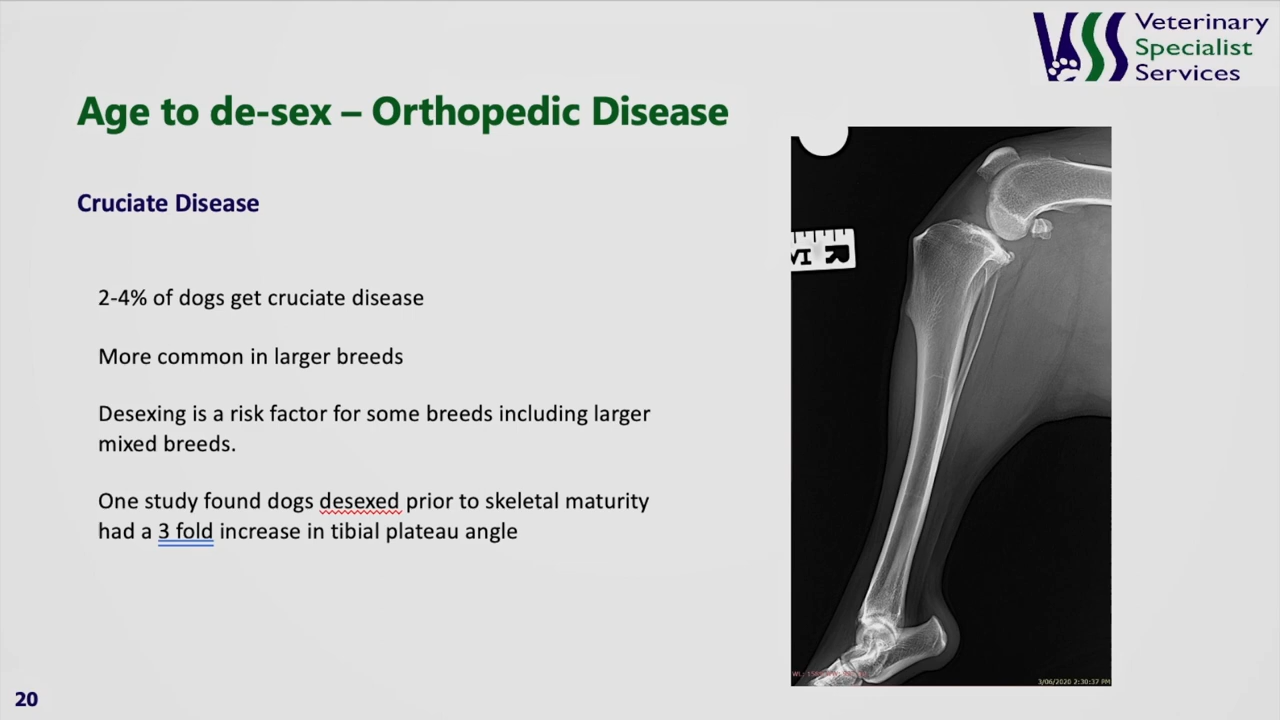 VSS Veterinary
Specialist
Services
Age to de-sex – Orthopedic Disease
Cruciate Disease
2-4% of dogs get cruciate disease
More common in larger breeds
Desexing is a risk factor for some breeds including larger
mixed breeds.
One study found dogs desexed prior to skeletal maturity
had a 3 fold increase in tibial plateau angle
R
3/06/2020 2:30:37 PM
20